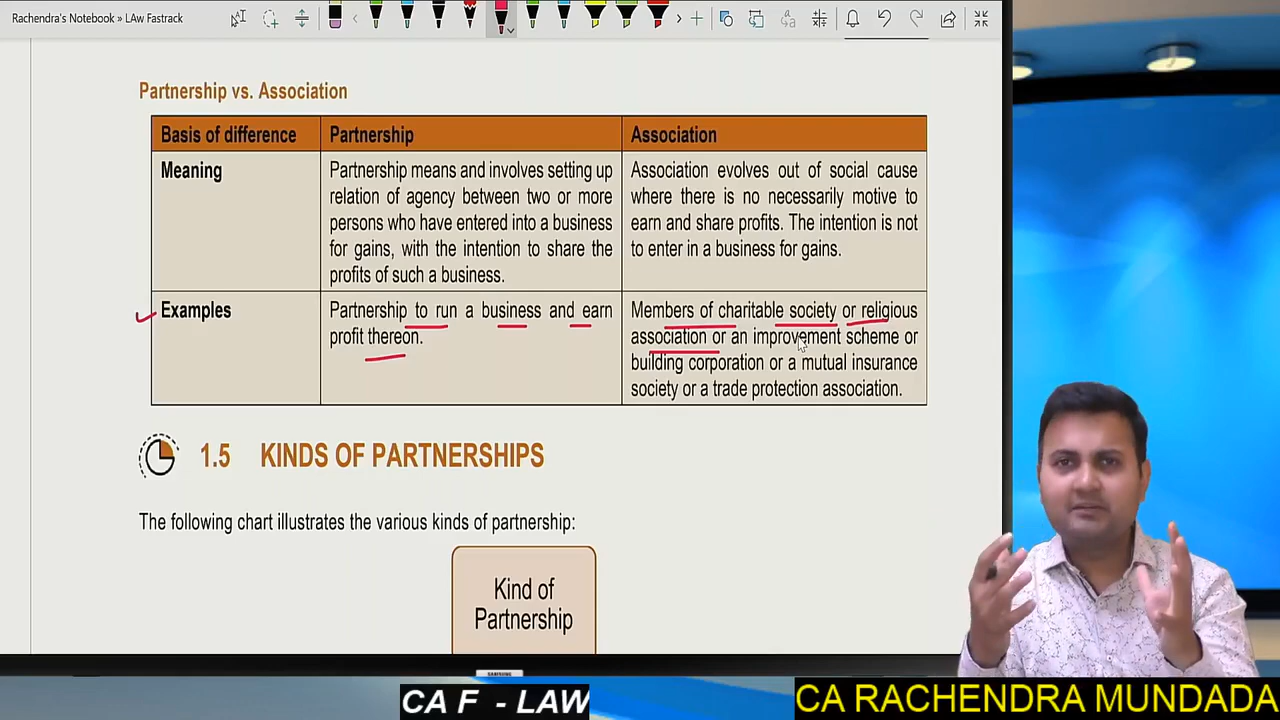 Rachendra's Notebook » LAw Fastrack
Partnership vs. Association
Basis of difference
Partnership
Association
Meaning
Partnership means and involves setting up
relation of agency between two or more
persons who have entered into a business
for gains, with the intention to share the
profits of such a business.
Association evolves out of social cause
where there is no necessarily motive to
earn and share profits. The intention is not
to enter in a business for gains.
Examples
Partnership to run a business and earn
profit thereon.
Members of charitable society or religious
association or an improvement scheme or
building corporation or a mutual insurance
society or a trade protection association.
1.5 KINDS OF PARTNERSHIPS
The following chart illustrates the various kinds of partnership:
Kind of
Partnership
SAMSUNG
CA F - LAW
CA RACHENDRA MUNDADA